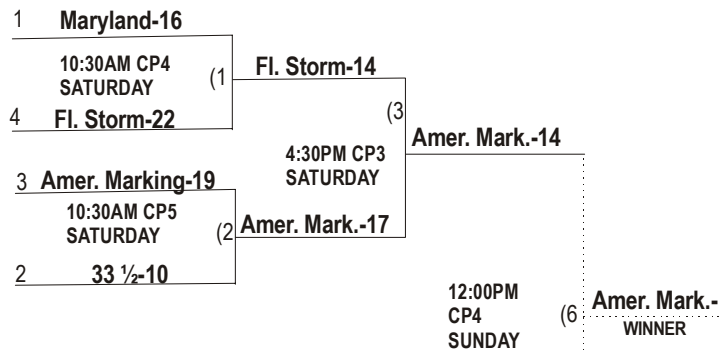 1 Maryland-16
10:30AM CP4
SATURDAY
(1
Fl. Storm-14
4 Fl. Storm-22
(3
Amer. Mark.-14
4:30PM CP3
SATURDAY
3 Amer. Marking-19
10:30AM CP5
SATURDAY
(2
Amer. Mark.-17
2 33 ½-10
12:00PM
CP4
SUNDAY
(6
Amer. Mark.-
WINNER